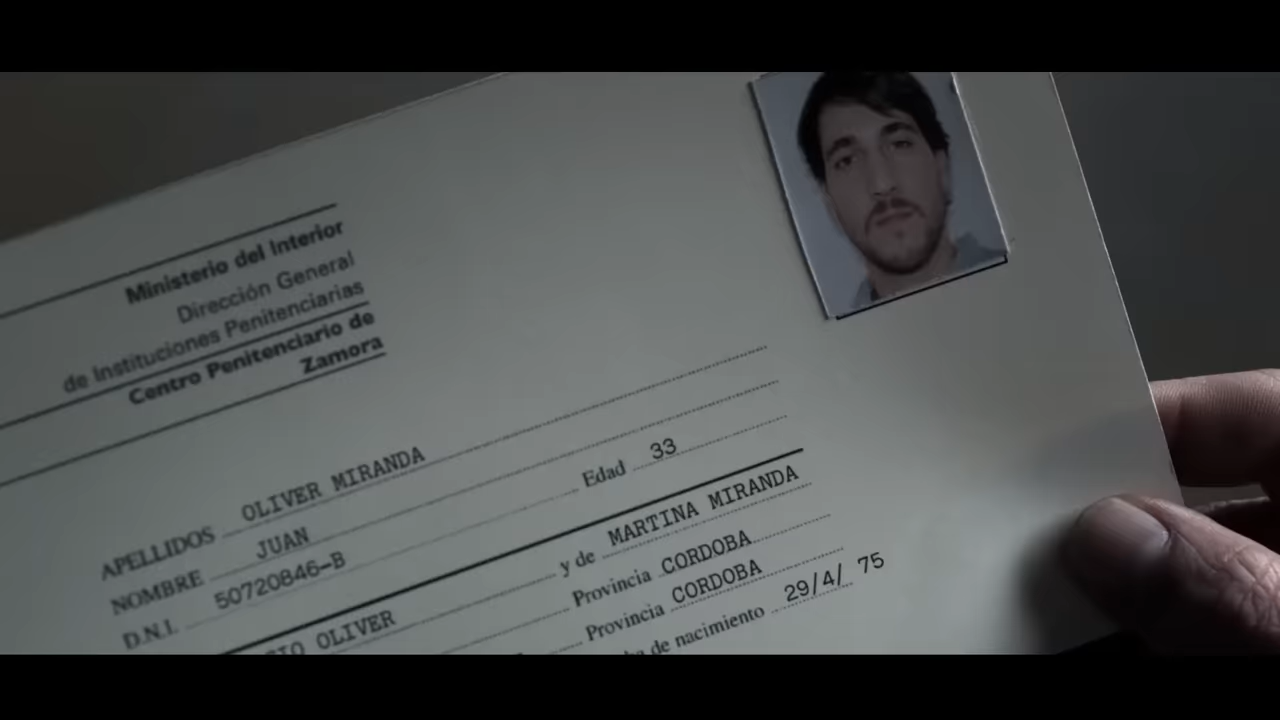 Ministerio del Interior
Dirección General
de Instituciones Penitenciarias
Centro Penitenciario de
Zamora
APELLIDOS OLIVER MIRANDA
NOMBRE JUAN
D.N.I. 50720846-B Edad 33
OLIVER y de MARTINA MIRANDA
Provincia CORDOBA
Provincia CORDOBA
de nacimiento 29/4/ 75